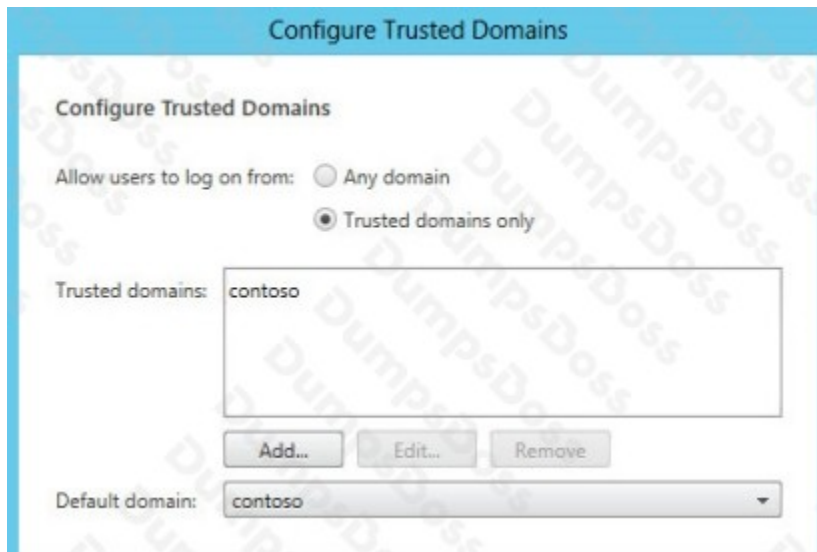 Configure Trusted Domains
Configure Trusted Domains
Allow users to log on from: Any domain
Trusted domains only
Trusted domains: contoso
Add... Edit... Remove
Default domain: contoso
DumpsDoss